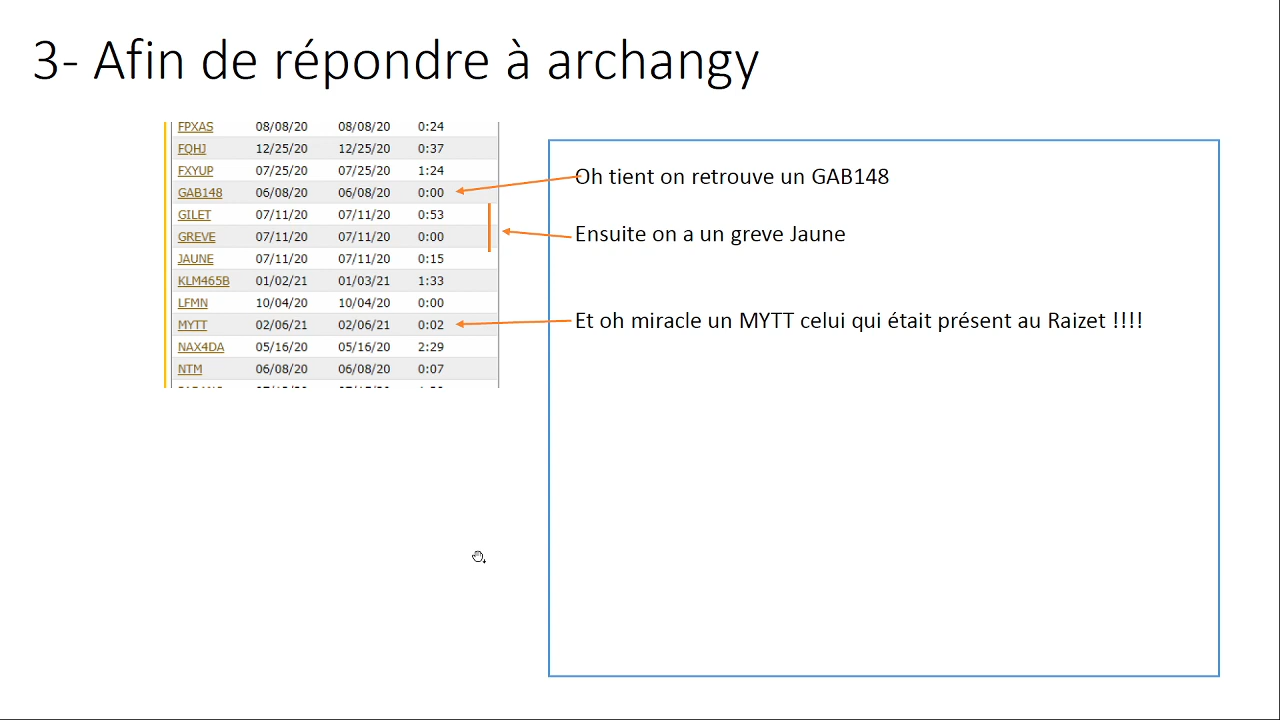 3- Afin de répondre à archangy
FPXAS 08/08/20 08/08/20 0:24
FQHJ 12/25/20 12/25/20 0:37
FXYUP 07/25/20 07/25/20 1:24
GAB148 06/08/20 06/08/20 0:00
GILET 07/11/20 07/11/20 0:53
GREVE 07/11/20 07/11/20 0:00
JAUNE 07/11/20 07/11/20 0:15
KLM465B 01/02/21 01/03/21 1:33
LFMN 10/04/20 10/04/20 0:00
MYTT 02/06/21 02/06/21 0:02
NAX4DA 05/16/20 05/16/20 2:29
NTM 06/08/20 06/08/20 0:07
Oh tient on retrouve un GAB148
Ensuite on a un greve Jaune
Et oh miracle un MYTT celui qui était présent au Raizet !!!!